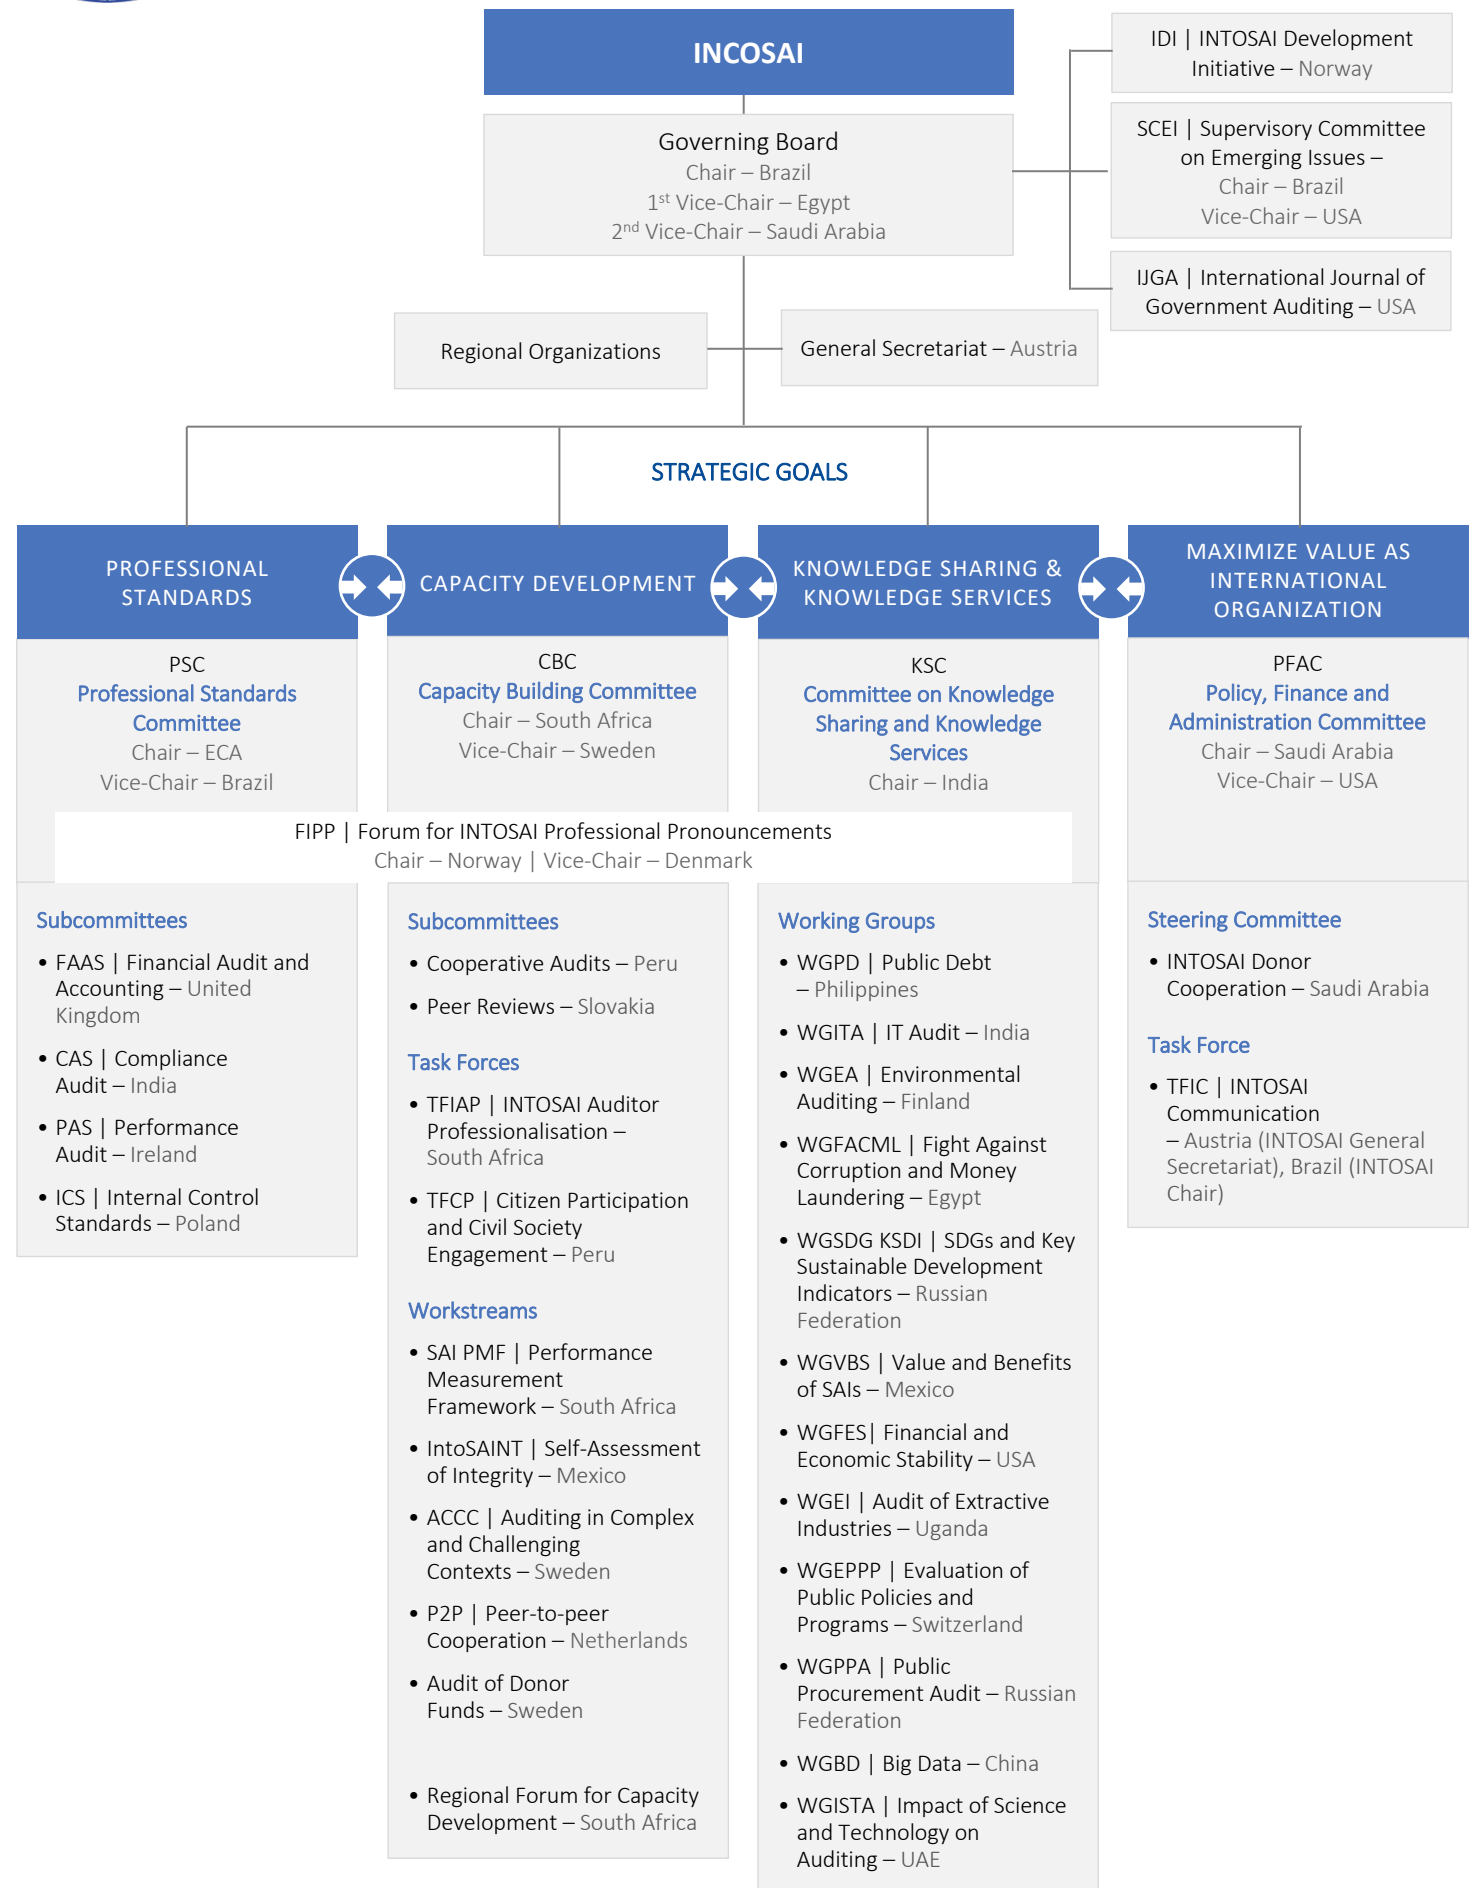 INCOSAI
Governing Board
Chair – Brazil
1st Vice-Chair – Egypt
2nd Vice-Chair – Saudi Arabia
IDI | INTOSAI Development
Initiative – Norway
SCEI | Supervisory Committee
on Emerging Issues –
Chair – Brazil
Vice-Chair – USA
IJGA | International Journal of
Government Auditing – USA
Regional Organizations
General Secretariat – Austria
STRATEGIC GOALS
PROFESSIONAL
STANDARDS
PSC
Professional Standards
Committee
Chair – ECA
Vice-Chair – Brazil
CAPACITY DEVELOPMENT
CBC
Capacity Building Committee
Chair – South Africa
Vice-Chair – Sweden
KNOWLEDGE SHARING &
KNOWLEDGE SERVICES
KSC
Committee on Knowledge
Sharing and Knowledge
Services
Chair – India
MAXIMIZE VALUE AS
INTERNATIONAL
ORGANIZATION
PFAC
Policy, Finance and
Administration Committee
Chair – Saudi Arabia
Vice-Chair – USA
FIPP | Forum for INTOSAI Professional Pronouncements
Chair – Norway | Vice-Chair – Denmark
Subcommittees
• FAAS | Financial Audit and
Accounting – United
Kingdom
• CAS | Compliance
Audit – India
• PAS | Performance
Audit – Ireland
• ICS | Internal Control
Standards – Poland
Subcommittees
• Cooperative Audits – Peru
• Peer Reviews – Slovakia
Task Forces
• TFIAP | INTOSAI Auditor
Professionalisation –
South Africa
• TFCP | Citizen Participation
and Civil Society
Engagement – Peru
Workstreams
• SAI PMF | Performance
Measurement
Framework – South Africa
• IntoSAINT | Self-Assessment
of Integrity – Mexico
• ACCC | Auditing in Complex
and Challenging
Contexts – Sweden
• P2P | Peer-to-peer
Cooperation – Netherlands
• Audit of Donor
Funds – Sweden
• Regional Forum for Capacity
Development – South Africa
Working Groups
• WGPD | Public Debt
– Philippines
• WGITA | IT Audit – India
• WGEA | Environmental
Auditing – Finland
• WGFACML | Fight Against
Corruption and Money
Laundering – Egypt
• WGSDG KSDI | SDGs and Key
Sustainable Development
Indicators – Russian
Federation
• WGVBS | Value and Benefits
of SAIs – Mexico
• WGFES| Financial and
Economic Stability – USA
• WGEI | Audit of Extractive
Industries – Uganda
• WGEPPP | Evaluation of
Public Policies and
Programs – Switzerland
• WGPPA | Public
Procurement Audit – Russian
Federation
• WGBD | Big Data – China
• WGISTA | Impact of Science
and Technology on
Auditing – UAE
Steering Committee
• INTOSAI Donor
Cooperation – Saudi Arabia
Task Force
• TFIC | INTOSAI
Communication
– Austria (INTOSAI General
Secretariat), Brazil (INTOSAI
Chair)